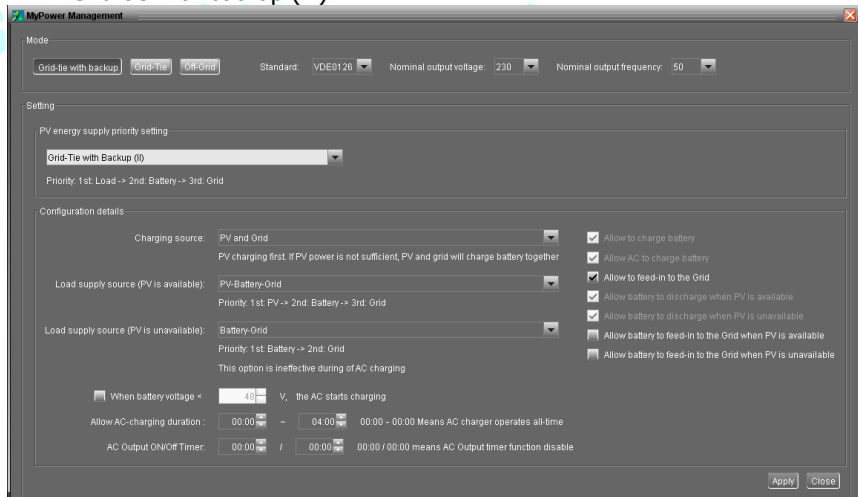 MyPower Management
Mode
Grid-tie with backup Grid-Tie Off-Grid Standard: VDE0126 Nominal output voltage: 230 Nominal output frequency: 50
Setting
PV energy supply priority setting
Grid-Tie with Backup (II)
Priority: 1st: Load -> 2nd: Battery-> 3rd: Grid
Configuration details
Charging source: PV and Grid
PV charging first. If PV power is not sufficient, PV and grid will charge battery together
Load supply source (PV is available): PV-Battery-Grid
Priority: 1st: PV-> 2nd: Battery-> 3rd: Grid
Load supply source (PV is unavailable): Battery-Grid
Priority: 1st: Battery-> 2nd: Grid
This option is ineffective during of AC charging
When battery voltage < 48 V, the AC starts charging
Allow AC-charging duration : 00:00 ~ 04:00 00:00 - 00:00 Means AC charger operates all-time
AC Output ON/Off Timer: 00:00 / 00:00 00:00 / 00:00 means AC Output timer function disable
Allow to charge battery
Allow AC to charge battery
Allow to feed-in to the Grid
Allow battery to discharge when PV is available
Allow battery to discharge when PV is unavailable
Allow battery to feed-in to the Grid when PV is available
Allow battery to feed-in to the Grid when PV is unavailable
Apply Close